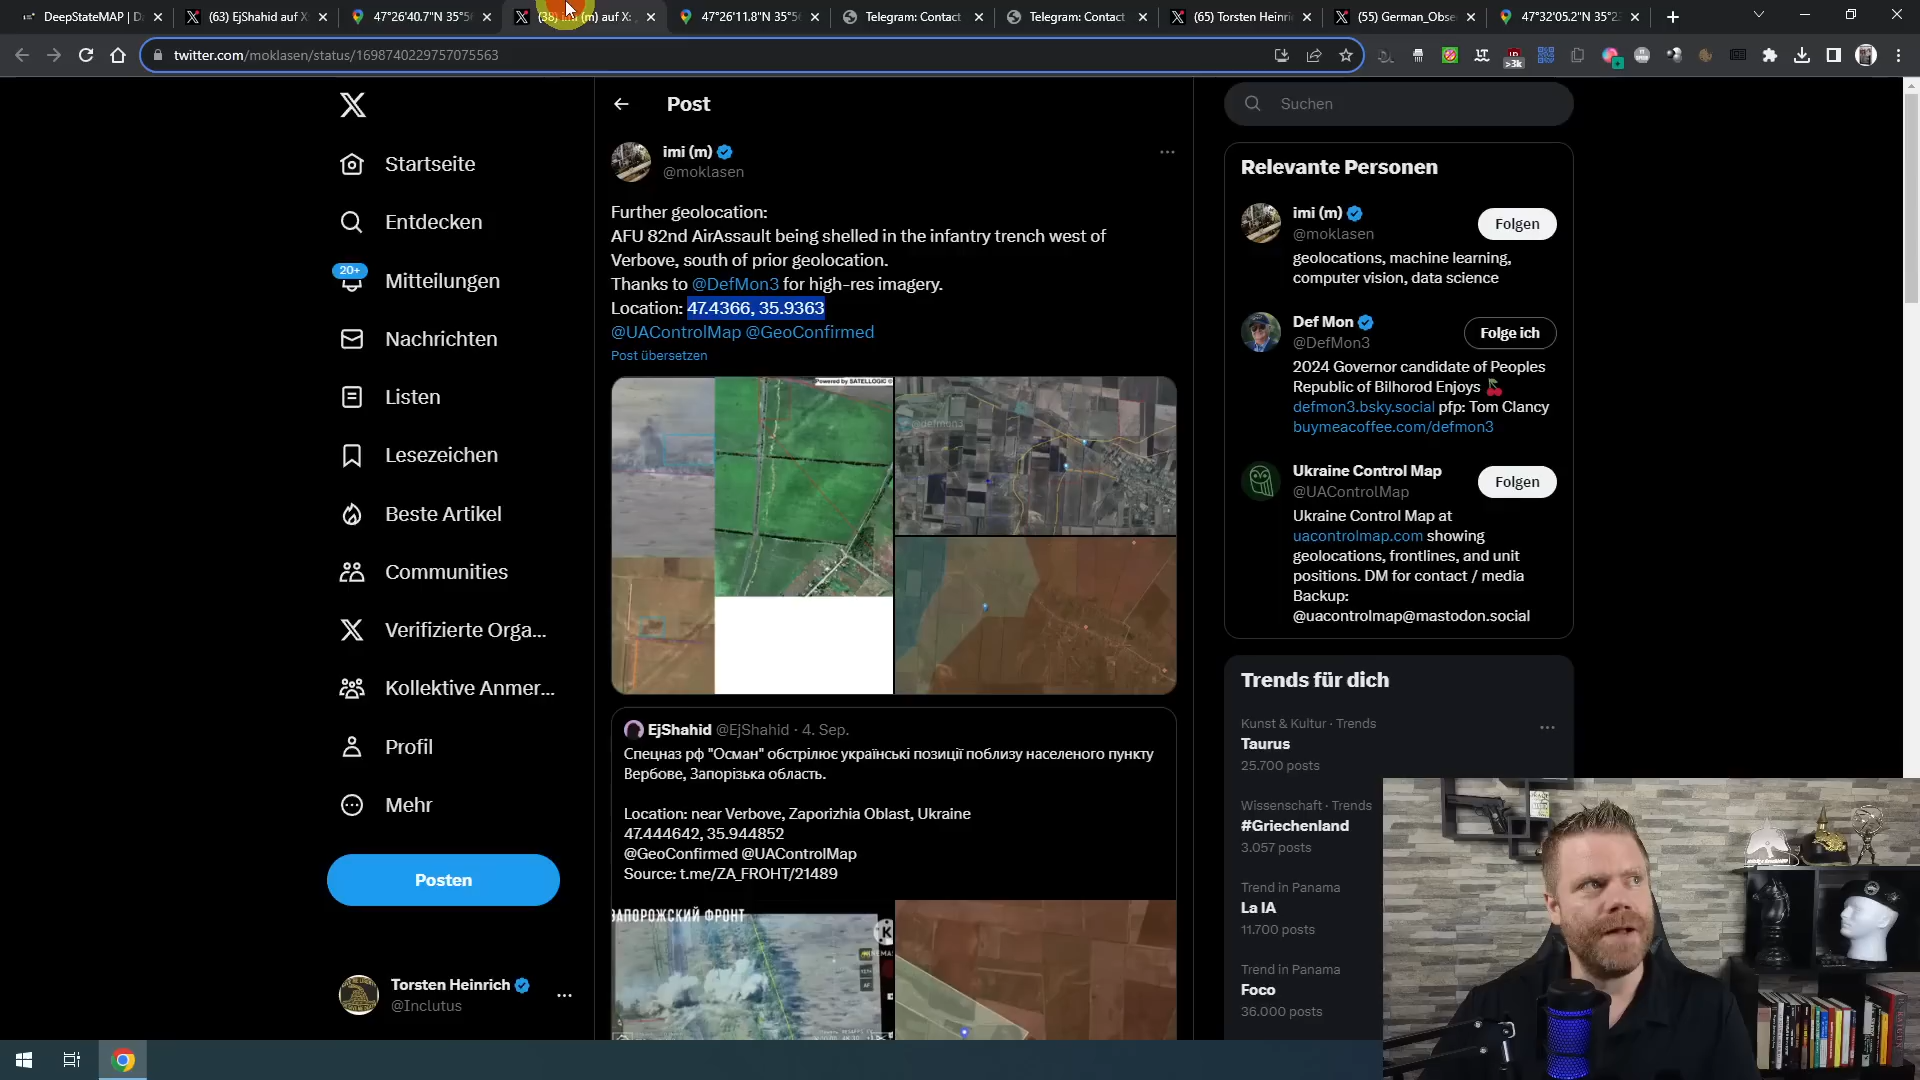 DeepStateMAP | D
(63) EjShahid auf X
47°26'40.7"N 35°5
(38) imi (m) auf X:
47°26'11.8"N 35°5
Telegram: Contact
Telegram: Contact
(65) Torsten Heinri
(55) German_Obse
47°32'05.2"N 35°2
twitter.com/moklasen/status/1698740229757075563
>3k
Startseite
Entdecken
20+
Mitteilungen
Nachrichten
Listen
Lesezeichen
Beste Artikel
Communities
Verifizierte Orga...
Kollektive Anmer...
Profil
Mehr
Posten
Torsten Heinrich
@Inclutus
Post
imi (m)
@moklasen
Further geolocation:
AFU 82nd AirAssault being shelled in the infantry trench west of
Verbove, south of prior geolocation.
Thanks to @DefMon3 for high-res imagery.
Location: 47.4366, 35.9363
@UAControlMap @GeoConfirmed
Post übersetzen
Powered by SATELLOGIC
@defmon3
EjShahid @EjShahid · 4. Sep.
Спецназ рф "Осман" обстрілює українські позиції поблизу населеного пункту
Вербове, Запорізька область.
Location: near Verbove, Zaporizhia Oblast, Ukraine
47.444642, 35.944852
@GeoConfirmed @UAControlMap
Source: t.me/ZA_FROHT/21489
ЗАПОРОЖСКИЙ ФРОНТ
Suchen
Relevante Personen
imi (m)
@moklasen
Folgen
geolocations, machine learning,
computer vision, data science
Def Mon
@DefMon3
Folge ich
2024 Governor candidate of Peoples
Republic of Bilhorod Enjoys
defmon3.bsky.social pfp: Tom Clancy
buymeacoffee.com/defmon3
Ukraine Control Map
@UAControlMap
Folgen
Ukraine Control Map at
uacontrolmap.com showing
geolocations, frontlines, and unit
positions. DM for contact / media
Backup:
@uacontrolmap@mastodon.social
Trends für dich
Kunst & Kultur · Trends
Taurus
25.700 posts
Wissenschaft · Trends
#Griechenland
3.057 posts
Trend in Panama
La IA
11.700 posts
Trend in Panama
Foco
36.000 posts